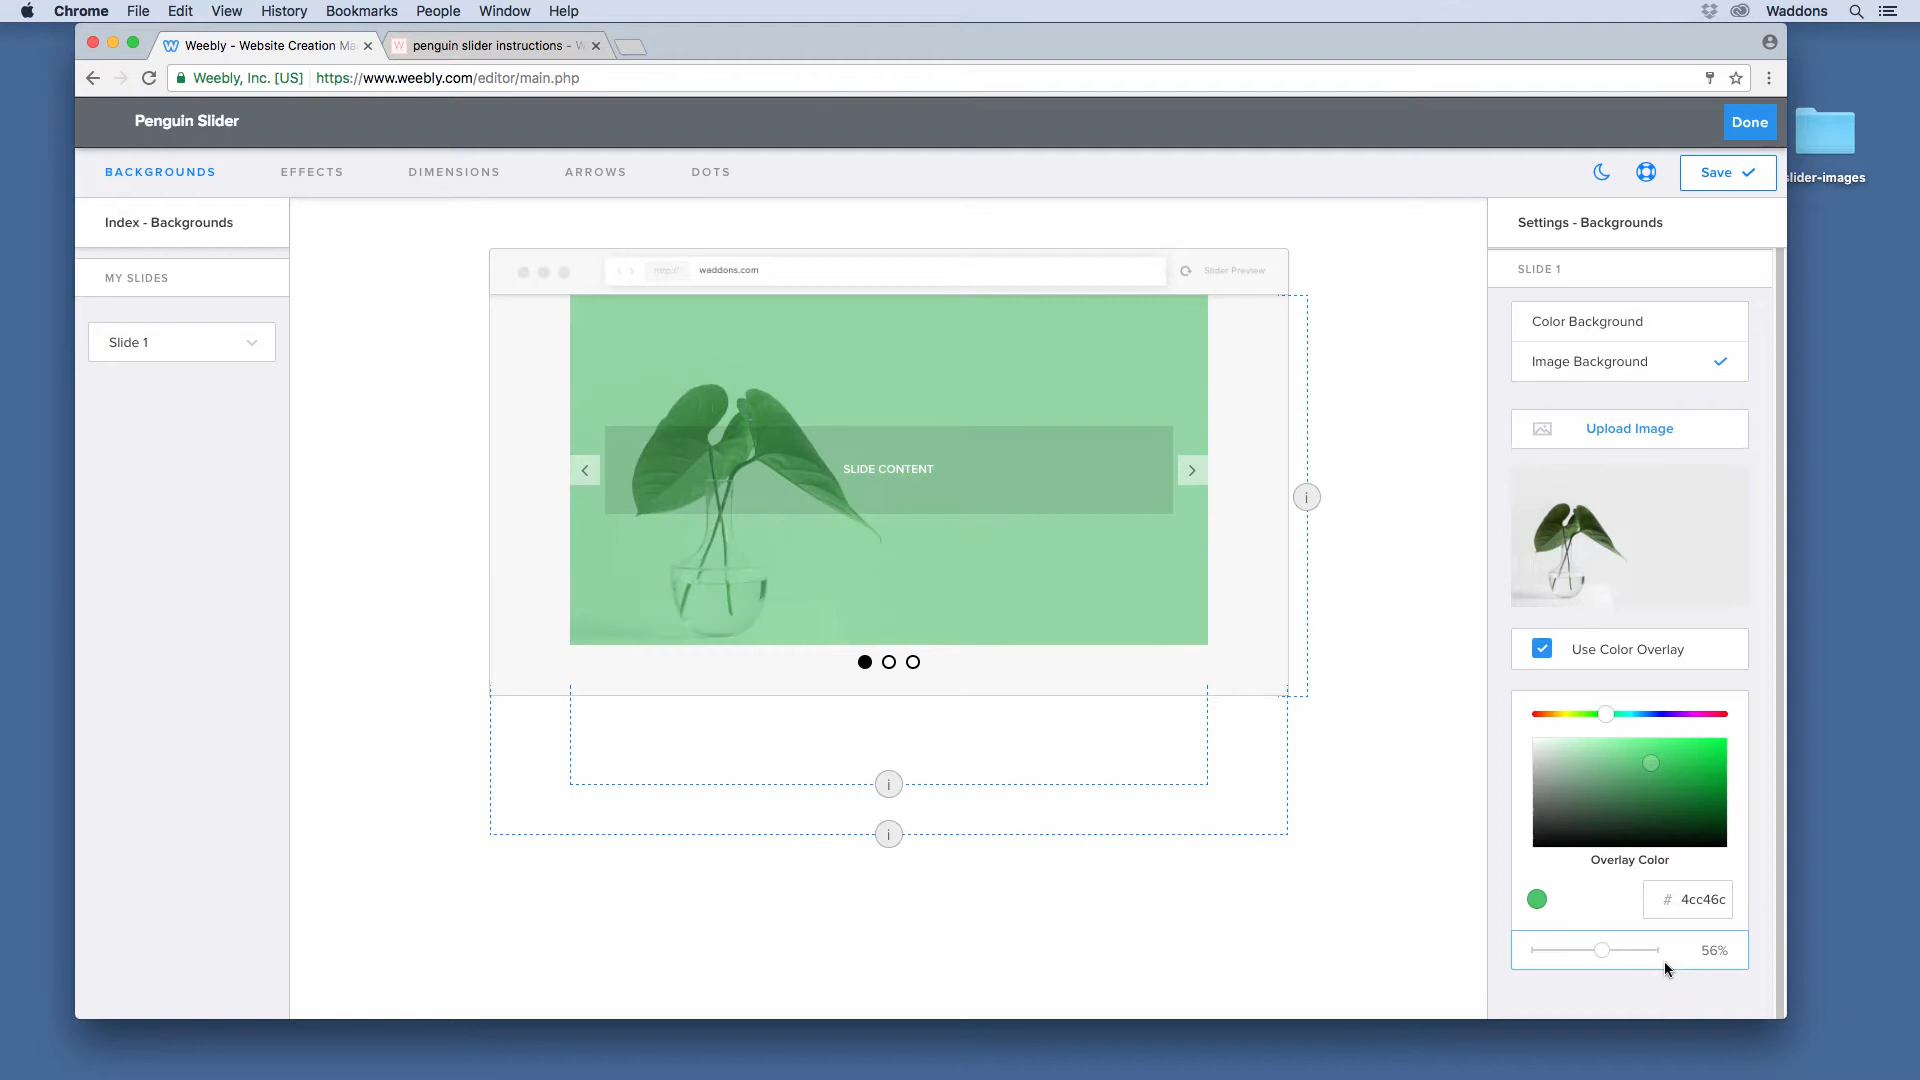 Chrome File Edit View History Bookmarks People Window Help Waddons
Weebly - Website Creation Ma
penguin slider instructions - W
Weebly, Inc. [US] https://www.weebly.com/editor/main.php
Penguin Slider
Done
BACKGROUNDS EFFECTS DIMENSIONS ARROWS DOTS
Save
slider-images
Index - Backgrounds
Settings - Backgrounds
MY SLIDES
SLIDE 1
http://
waddons.com
Slider Preview
Slide 1
Color Background
Image Background
Upload Image
SLIDE CONTENT
i
Use Color Overlay
i
i
Overlay Color
# 4cc46c
56%